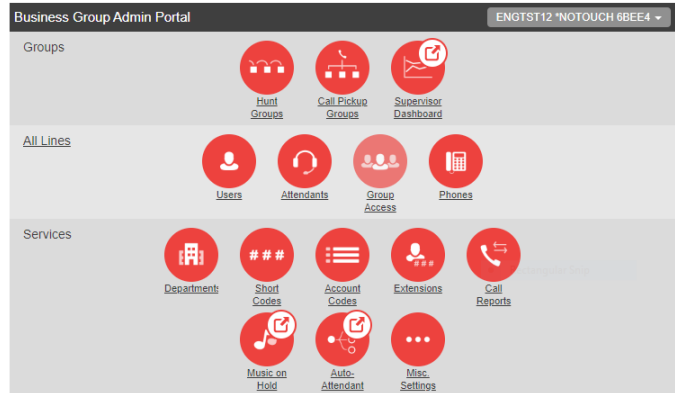 Business Group Admin Portal
ENGTST12 *NOTOUCH 6BEE4
Groups
Hunt
Groups
Call Pickup
Groups
Supervisor
Dashboard
All Lines
Users
Attendants
Group
Access
Phones
Services
Departments
###
Short
Codes
Account
Codes
###
Extensions
Call
Reports
Music on
Hold
Auto-
Attendant
Misc.
Settings